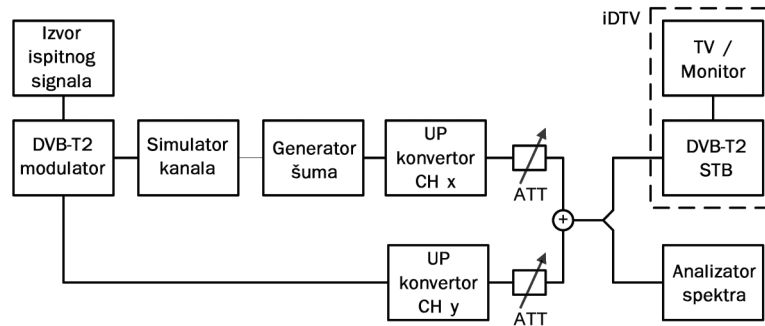 Izvor
ispitnog
signala
iDTV
TV /
Monitor
DVB-T2
modulator
Simulator
kanala
Generator
šuma
UP
konvertor
CH x
ATT
DVB-T2
STB
+
UP
konvertor
CH y
ATT
Analizator
spektra